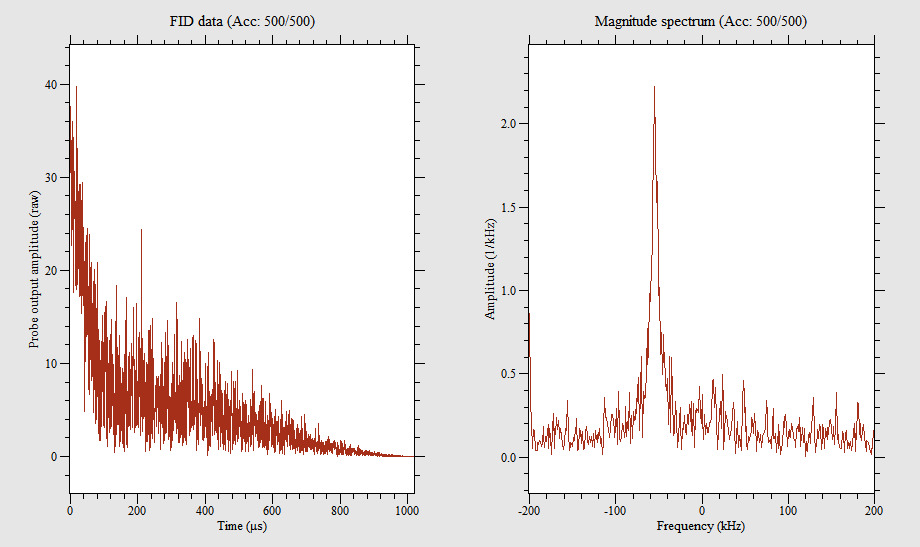 FID data (Acc: 500/500)
Probe output amplitude (raw)
40
30
20
10
0
0 200 400 600 800 1000
Time (µs)
Magnitude spectrum (Acc: 500/500)
Amplitude (1/kHz)
2.0
1.5
1.0
0.5
0.0
-200 -100 0 100 200
Frequency (kHz)